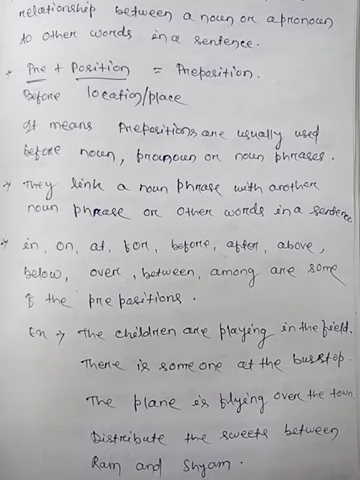 relationship between a noun or a pronoun
to other words in a sentence.
→ Pre + Position = Preposition.
Before location/place
It means Prepositions are usually used
before noun, pronoun or noun phrases.
→ They link a noun phrase with another
noun phrase or other words in a sentence
→ in, on, at, for, before, after, above,
below, over, between, among are some
of the prepositions.
Ex → The children are playing in the field.
There is some one at the busstop.
The plane is flying over the town
Distribute the sweets between
Ram and Shyam.